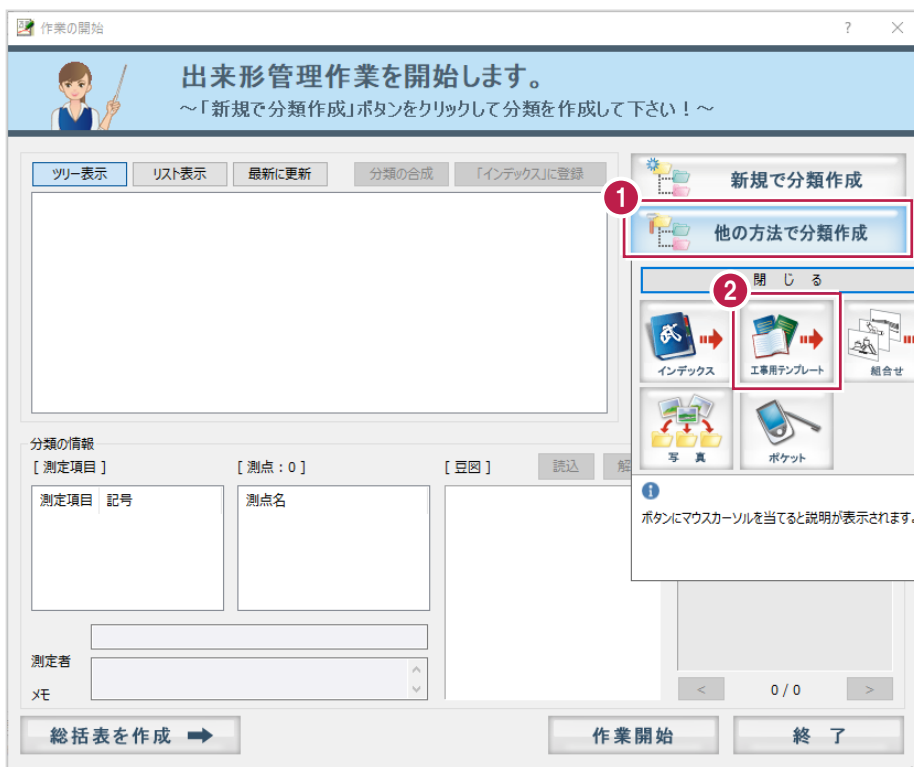 作業の開始
?
出来形管理作業を開始します。
～「新規で分類作成」ボタンをクリックして分類を作成して下さい！～
ツリー表示 リスト表示 最新に更新 分類の合成 「インデックス」に登録
新規で分類作成
1
他の方法で分類作成
閉じる
2
武
インデックス 工事用テンプレート 組合せ
写真 ポケット
分類の情報
[ 測定項目 ] [ 測点：0 ] [ 豆図 ] 読込 解
測定項目 記号 測点名
ボタンにマウスカーソルを当てると説明が表示されます。
測定者
メモ
< 0 / 0 >
総括表を作成 作業開始 終了